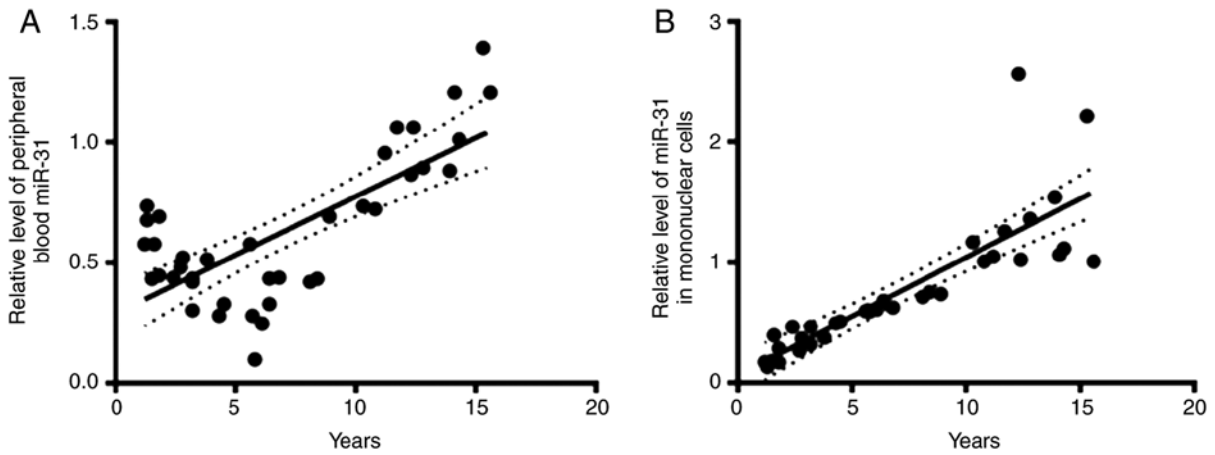 A
Relative level of peripheral
blood miR-31
1.5
1.0
0.5
0.0
0
5
10
15
20
Years
B
Relative level of miR-31
in mononuclear cells
3
2
1
0
0
5
10
15
20
Years